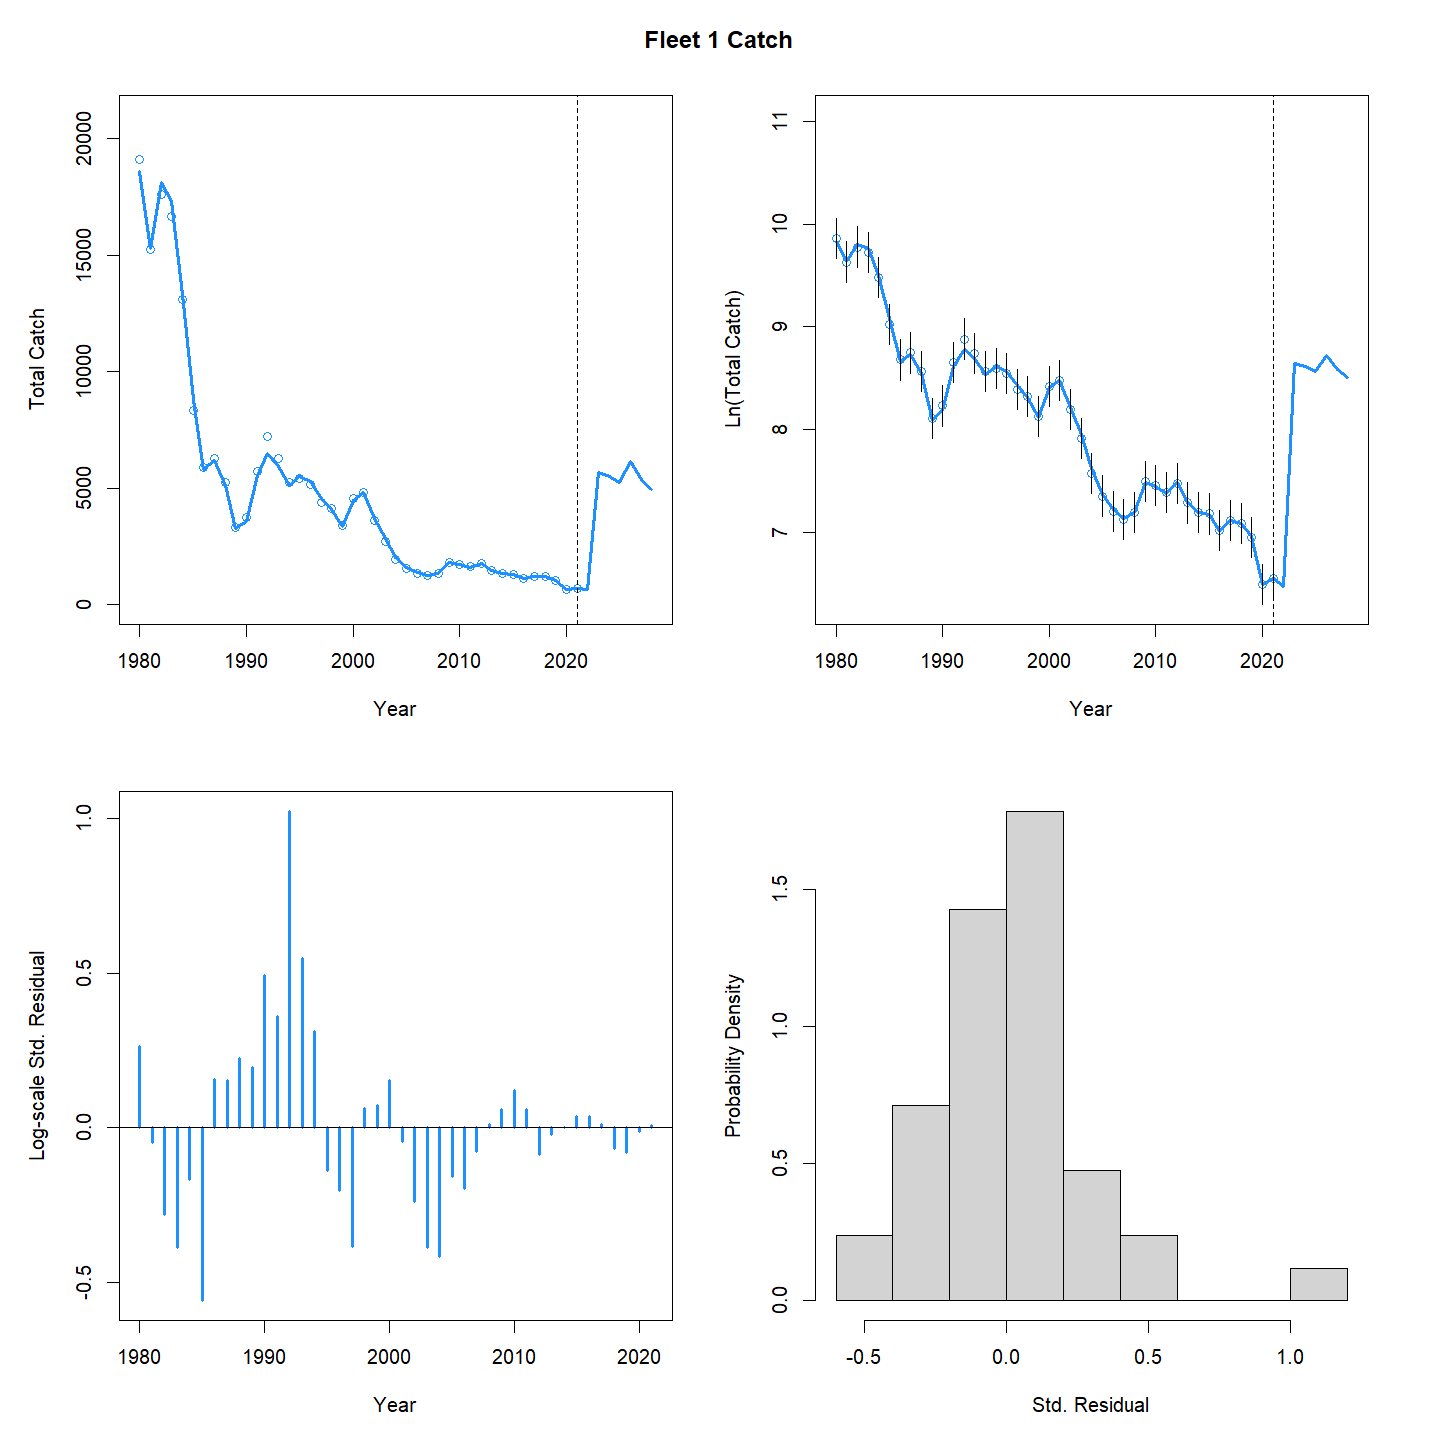 Fleet 1 Catch
Total Catch
20000
15000
10000
5000
0
1980 1990 2000 2010 2020
Year
Ln(Total Catch)
11
10
9
8
7
1980 1990 2000 2010 2020
Year
Log-scale Std. Residual
1.0
0.5
0.0
-0.5
1980 1990 2000 2010 2020
Year
Probability Density
1.5
1.0
0.5
0.0
-0.5 0.0 0.5 1.0
Std. Residual